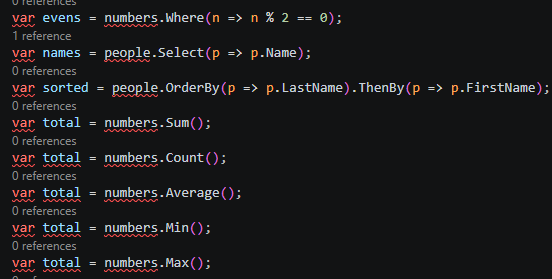 0 references
var evens = numbers.Where(n => n % 2 == 0);
1 reference
var names = people.Select(p => p.Name);
0 references
var sorted = people.OrderBy(p => p.LastName).ThenBy(p => p.FirstName);
0 references
var total = numbers.Sum();
0 references
var total = numbers.Count();
0 references
var total = numbers.Average();
0 references
var total = numbers.Min();
0 references
var total = numbers.Max();